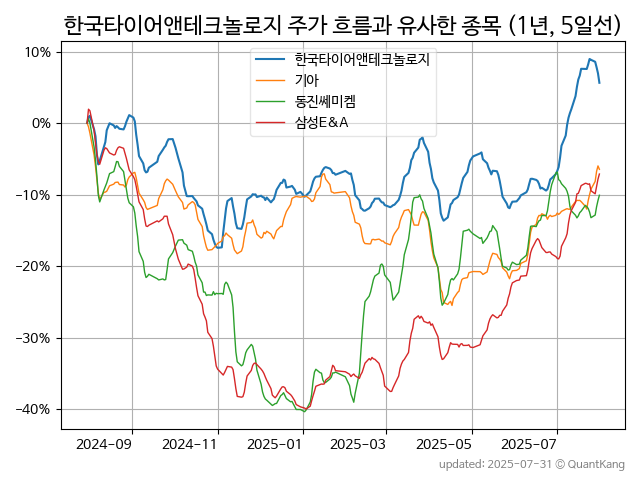 한국타이어앤테크놀로지 주가 흐름과 유사한 종목 (1년, 5일선)
한국타이어앤테크놀로지
기아
동진쎄미켐
삼성E&A
10%
0%
−10%
−20%
−30%
−40%
2024-09 2024-11 2025-01 2025-03 2025-05 2025-07
updated: 2025-07-31 © QuantKang